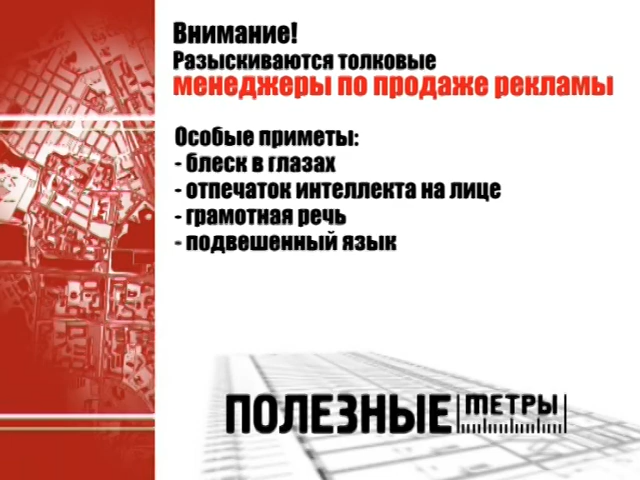 Внимание!
Разыскиваются толковые
менеджеры по продаже рекламы
Особые приметы:
- блеск в глазах
- отпечаток интеллекта на лице
- грамотная речь
- подвешенный язык
ПОЛЕЗНЫЕ МЕТРЫ